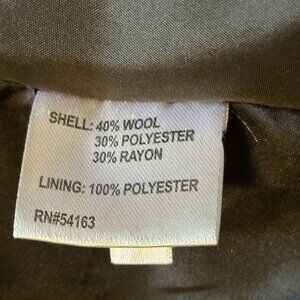 SHELL: 40% WOOL
30% POLYESTER
30% RAYON
LINING: 100% POLYESTER
RN#54163